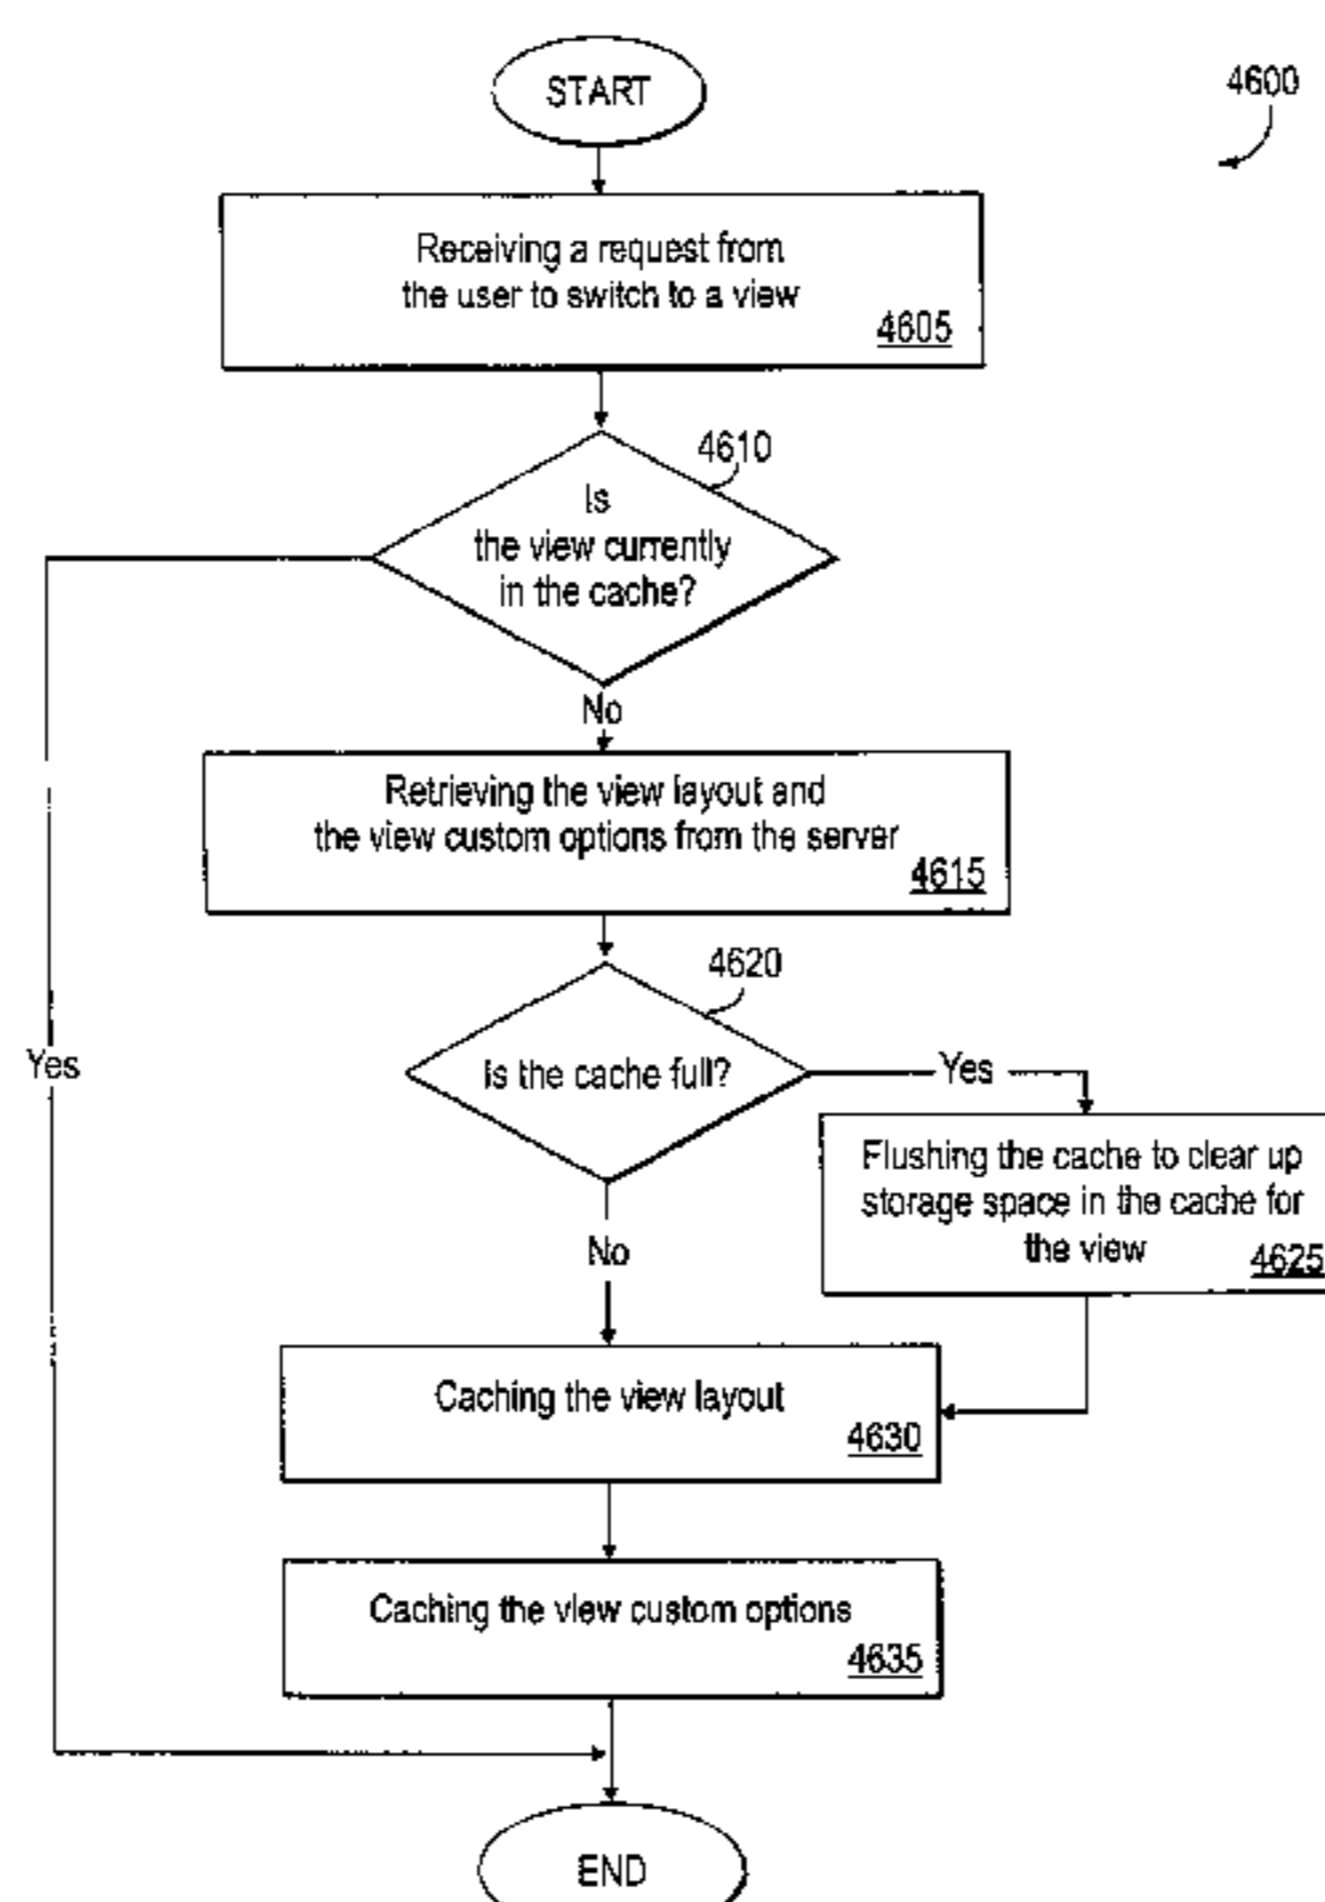 START
4600
Receiving a request from
the user to switch to a view
4605
4610
Is
the view currently
in the cache?
No
Retrieving the view layout and
the view custom options from the server
4615
4620
Is the cache full?
Yes
Yes
Flushing the cache to clear up
storage space in the cache for
the view
4625
No
Caching the view layout
4630
Caching the view custom options
4635
END